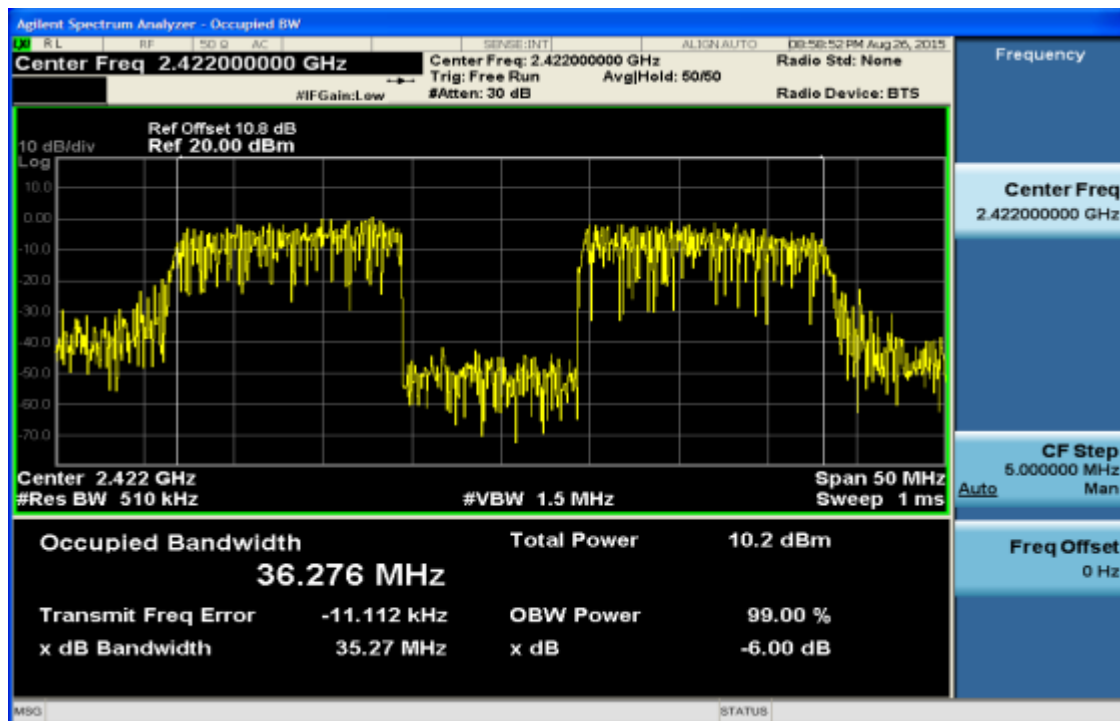 Agilent Spectrum Analyzer - Occupied BW
LXI RL RF 50 Ω AC SENSE:INT ALIGN AUTO 08:58:52 PM Aug 26, 2015
Center Freq 2.422000000 GHz
Center Freq: 2.422000000 GHz Radio Std: None
Trig: Free Run Avg|Hold: 50/50
#IFGain:Low #Atten: 30 dB Radio Device: BTS
Ref Offset 10.8 dB
10 dB/div Ref 20.00 dBm
Log
10.0
0.00
-10.0
-20.0
-30.0
-40.0
-50.0
-60.0
-70.0
Center 2.422 GHz Span 50 MHz
#Res BW 510 kHz #VBW 1.5 MHz Sweep 1 ms
Occupied Bandwidth Total Power 10.2 dBm
36.276 MHz
Transmit Freq Error -11.112 kHz OBW Power 99.00 %
x dB Bandwidth 35.27 MHz x dB -6.00 dB
MSG STATUS
Frequency
Center Freq
2.422000000 GHz
CF Step
5.000000 MHz
Auto Man
Freq Offset
0 Hz